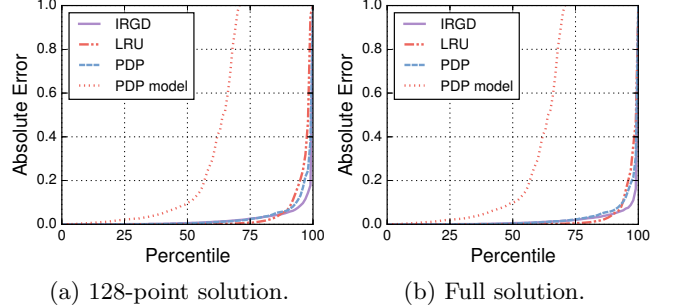 1.0
0.8
0.6
0.4
0.2
0.0
Absolute Error
IRGD
LRU
PDP
PDP model
0 25 50 75 100
Percentile
(a) 128-point solution.
1.0
0.8
0.6
0.4
0.2
0.0
Absolute Error
IRGD
LRU
PDP
PDP model
0 25 50 75 100
Percentile
(b) Full solution.